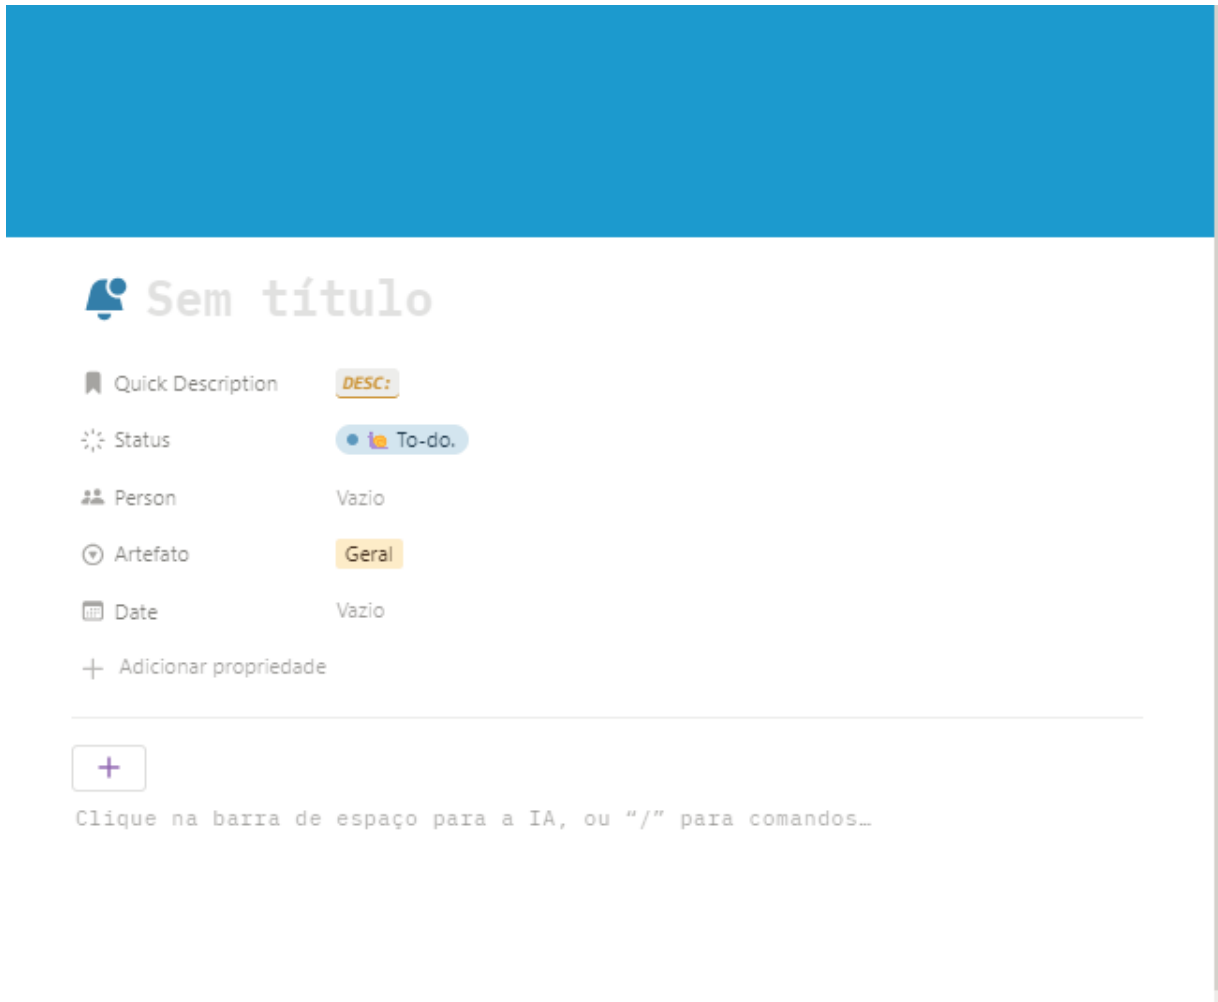 Sem título
Quick Description DESC:
Status To-do.
Person Vazio
Artefato Geral
Date Vazio
+ Adicionar propriedade
+
Clique na barra de espaço para a IA, ou “/” para comandos…